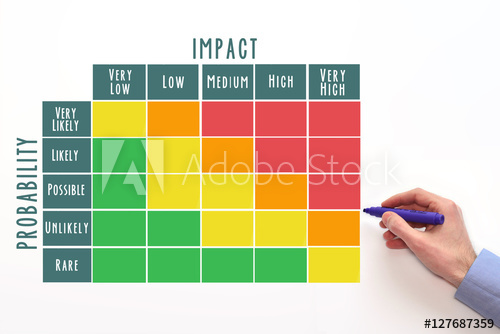 IMPACT
VERY LOW
LOW
MEDIUM
HIGH
VERY HIGH
PROBABILITY
VERY LIKELY
LIKELY
POSSIBLE
UNLIKELY
RARE
Adobe Stock
#127687359